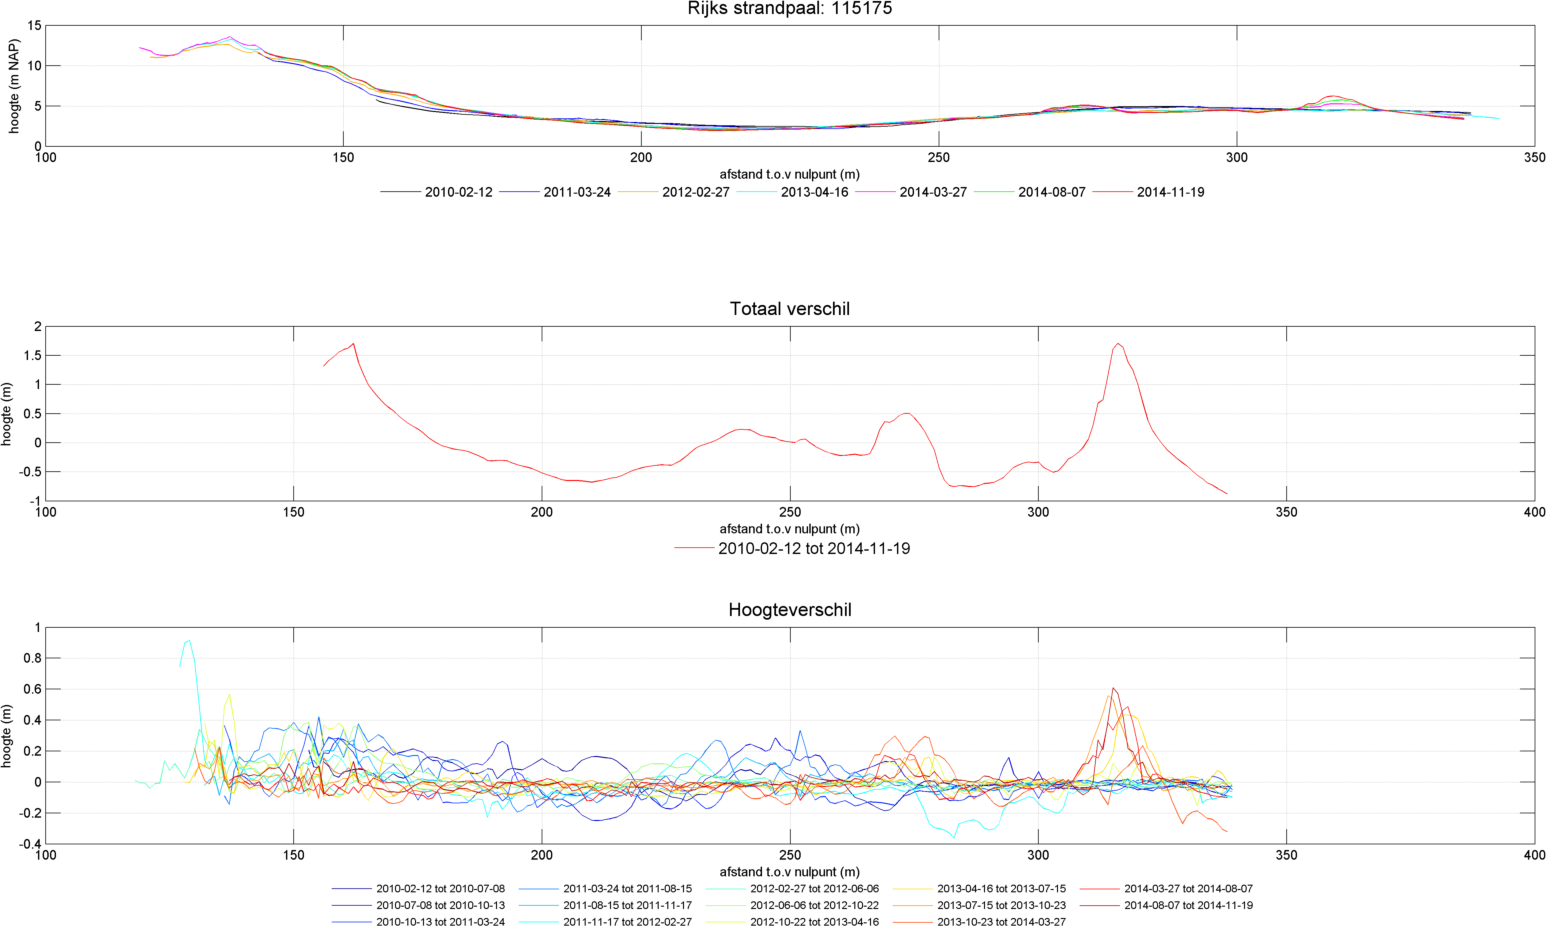 Rijks strandpaal: 115175
15
10
5
0
hoogte (m NAP)
100 150 200 250 300 350
afstand t.o.v nulpunt (m)
2010-02-12 2011-03-24 2012-02-27 2013-04-16 2014-03-27 2014-08-07 2014-11-19
Totaal verschil
2
1.5
1
0.5
0
-0.5
-1
hoogte (m)
100 150 200 250 300 350 400
afstand t.o.v nulpunt (m)
2010-02-12 tot 2014-11-19
Hoogteverschil
1
0.8
0.6
0.4
0.2
0
-0.2
-0.4
hoogte (m)
100 150 200 250 300 350 400
afstand t.o.v nulpunt (m)
2010-02-12 tot 2010-07-08 2011-03-24 tot 2011-08-15 2012-02-27 tot 2012-06-06 2013-04-16 tot 2013-07-15 2014-03-27 tot 2014-08-07
2010-07-08 tot 2010-10-13 2011-08-15 tot 2011-11-17 2012-06-06 tot 2012-10-22 2013-07-15 tot 2013-10-23 2014-08-07 tot 2014-11-19
2010-10-13 tot 2011-03-24 2011-11-17 tot 2012-02-27 2012-10-22 tot 2013-04-16 2013-10-23 tot 2014-03-27